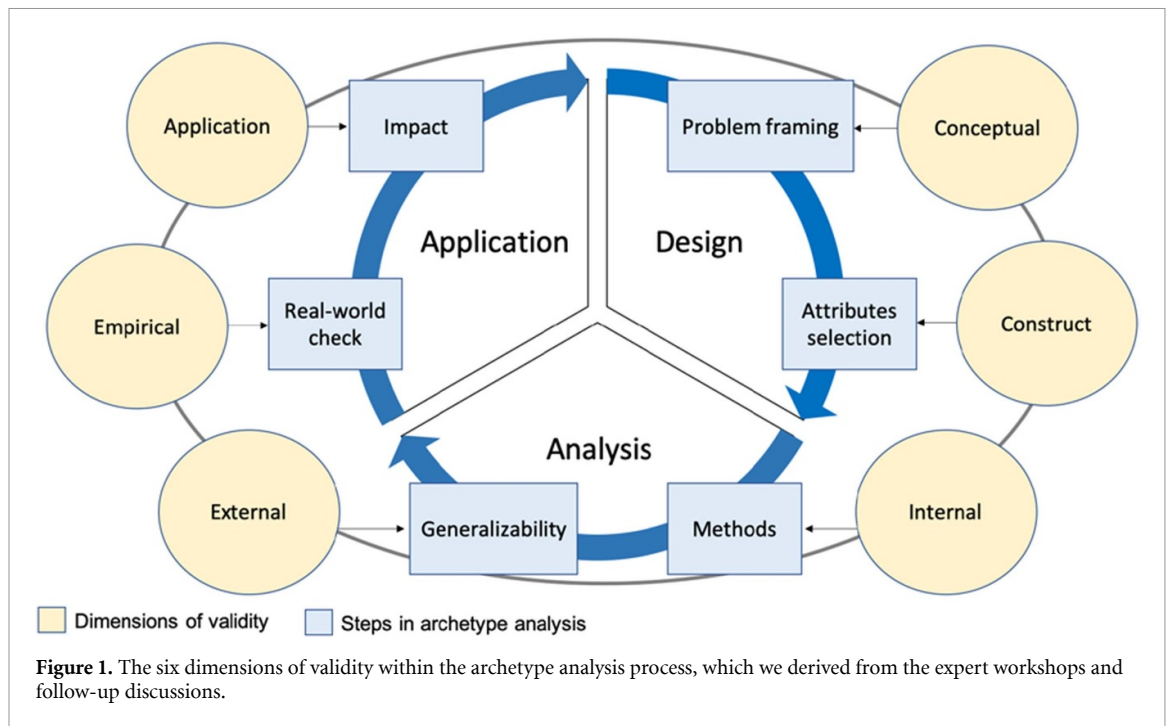 Application
Impact
Problem framing
Conceptual
Application
Design
Empirical
Real-world
check
Attributes
selection
Construct
Analysis
External
Generalizability
Methods
Internal
Dimensions of validity
Steps in archetype analysis
Figure 1. The six dimensions of validity within the archetype analysis process, which we derived from the expert workshops and
follow-up discussions.